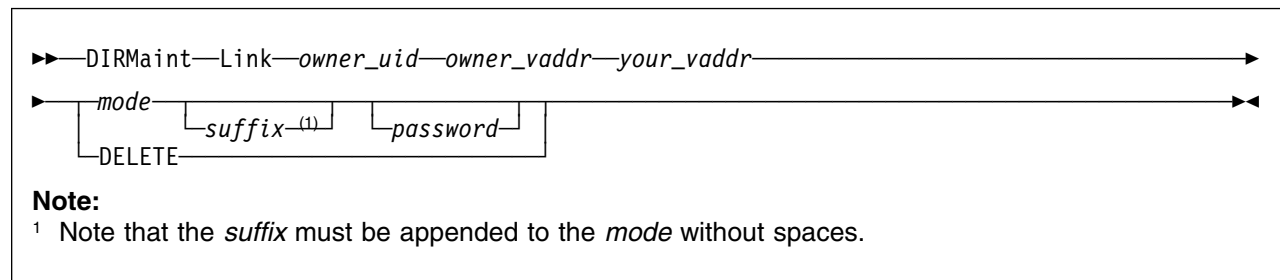 DIRMaint Link owner_uid owner_vaddr your_vaddr
mode
suffix (1) password
DELETE
Note:
1 Note that the suffix must be appended to the mode without spaces.